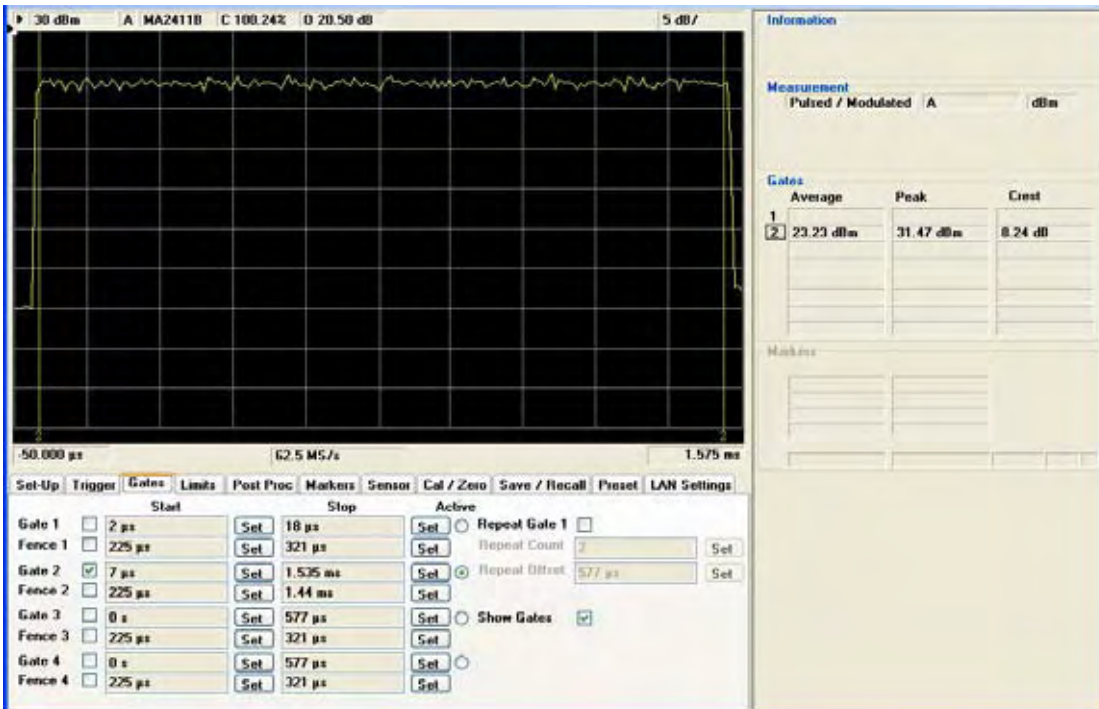 30 dBm A MA2411B C 100.24% O 20.50 dB 5 dB/
2 2
-50.000 µs 62.5 MS/s 1.575 ms
Set-Up Trigger Gates Limits Post Proc Markers Sensor Cal / Zero Save / Recall Preset LAN Settings
Start Stop Active
Gate 1 2 µs Set 18 µs Set Repeat Gate 1
Fence 1 225 µs Set 321 µs Set Repeat Count 2 Set
Gate 2 7 µs Set 1.535 ms Set Repeat Offset 577 µs Set
Fence 2 225 µs Set 1.44 ms Set
Gate 3 0 s Set 577 µs Set Show Gates
Fence 3 225 µs Set 321 µs Set
Gate 4 0 s Set 577 µs Set
Fence 4 225 µs Set 321 µs Set
Information
Measurement
Pulsed / Modulated A dBm
Gates
Average Peak Crest
1
2 23.23 dBm 31.47 dBm 8.24 dB
Markers